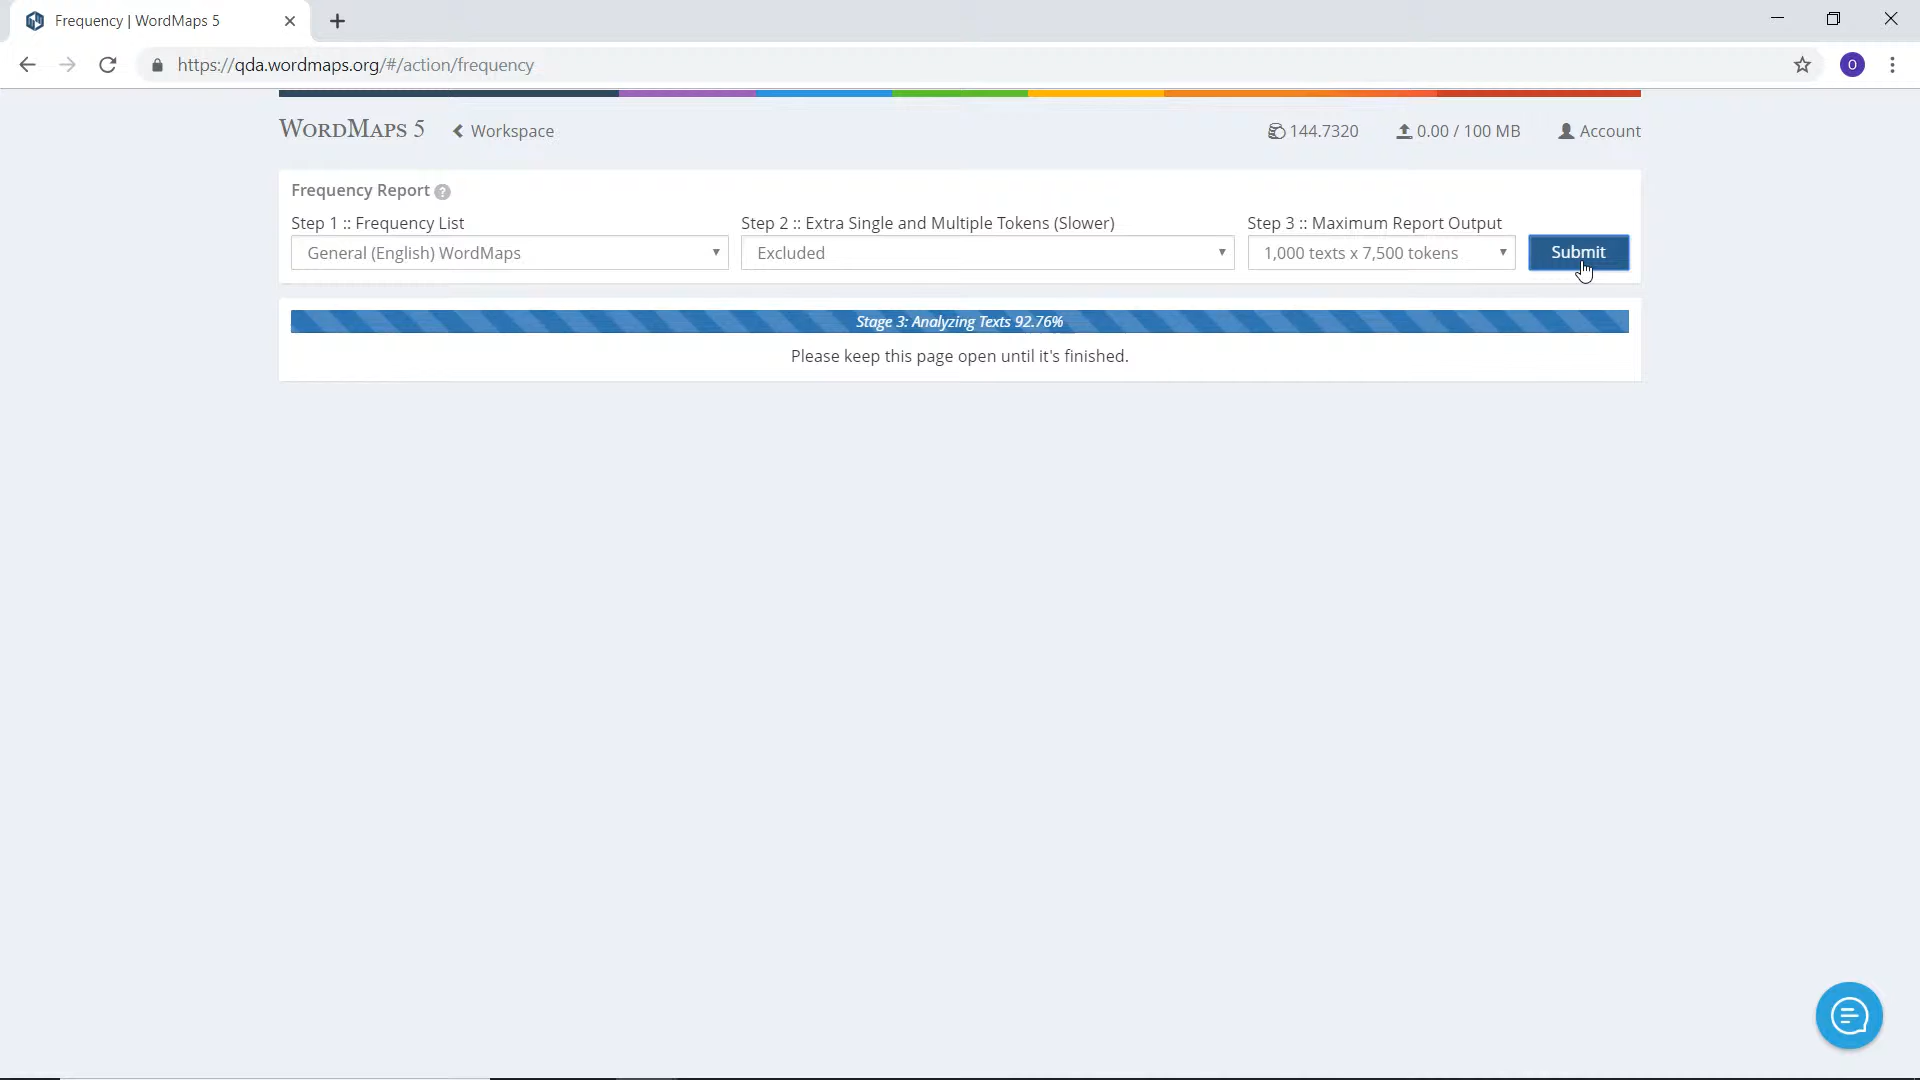 Frequency | WordMaps 5
https://qda.wordmaps.org/#/action/frequency
O
WORDMAPS 5
Workspace
144.7320
0.00 / 100 MB
Account
Frequency Report ?
Step 1 :: Frequency List
Step 2 :: Extra Single and Multiple Tokens (Slower)
Step 3 :: Maximum Report Output
General (English) WordMaps
Excluded
1,000 texts x 7,500 tokens
Submit
Stage 3: Analyzing Texts 92.76%
Please keep this page open until it's finished.